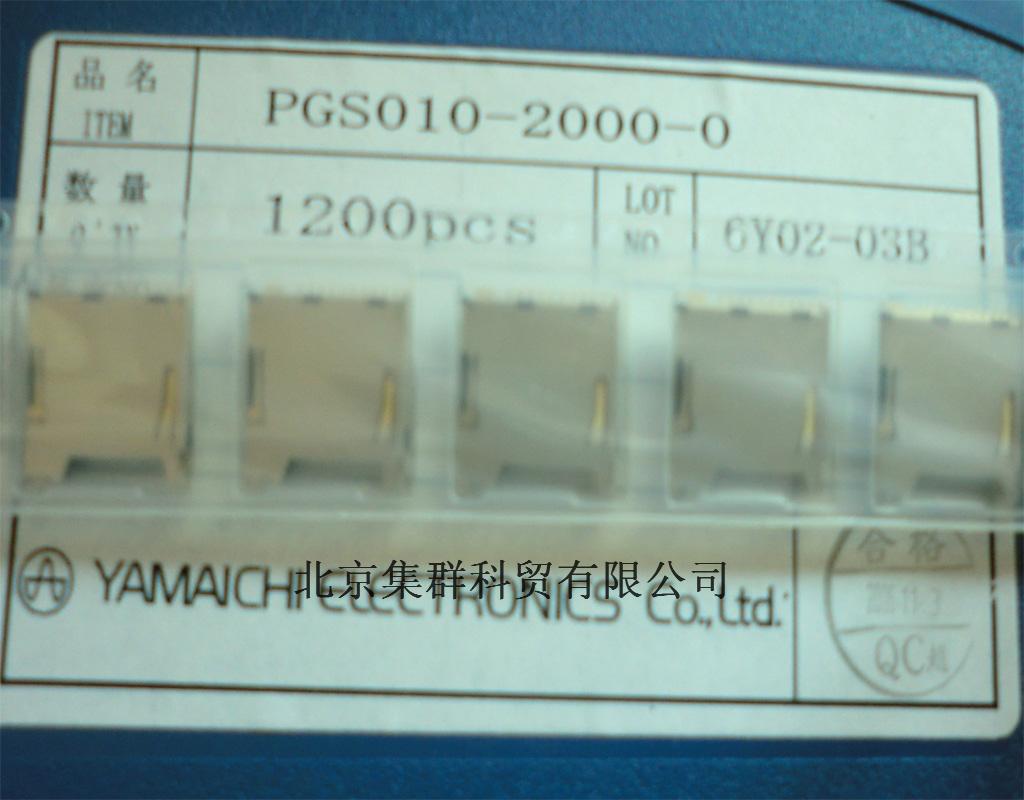 品名 PGS010-2000-0
ITEM
数量 1200pcs LOT 6Y02-03B
Q'TY NO.
YAMAICHI ELECTRONICS Co.,Ltd.
北京集群科贸有限公司
合格
QC